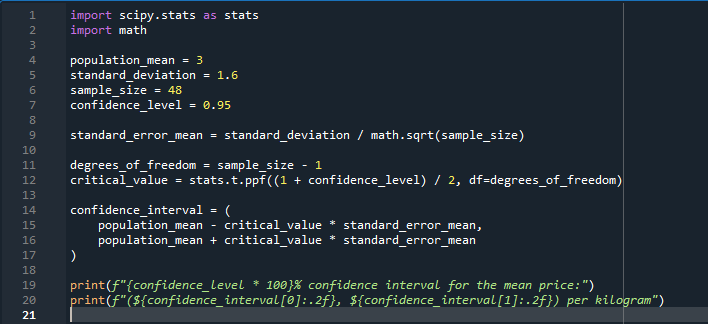 1 import scipy.stats as stats
2 import math
3
4 population_mean = 3
5 standard_deviation = 1.6
6 sample_size = 48
7 confidence_level = 0.95
8
9 standard_error_mean = standard_deviation / math.sqrt(sample_size)
10
11 degrees_of_freedom = sample_size - 1
12 critical_value = stats.t.ppf((1 + confidence_level) / 2, df=degrees_of_freedom)
13
14 confidence_interval = (
15     population_mean - critical_value * standard_error_mean,
16     population_mean + critical_value * standard_error_mean
17 )
18
19 print(f"{confidence_level * 100}% confidence interval for the mean price:")
20 print(f"(${confidence_interval[0]:.2f}, ${confidence_interval[1]:.2f}) per kilogram")
21